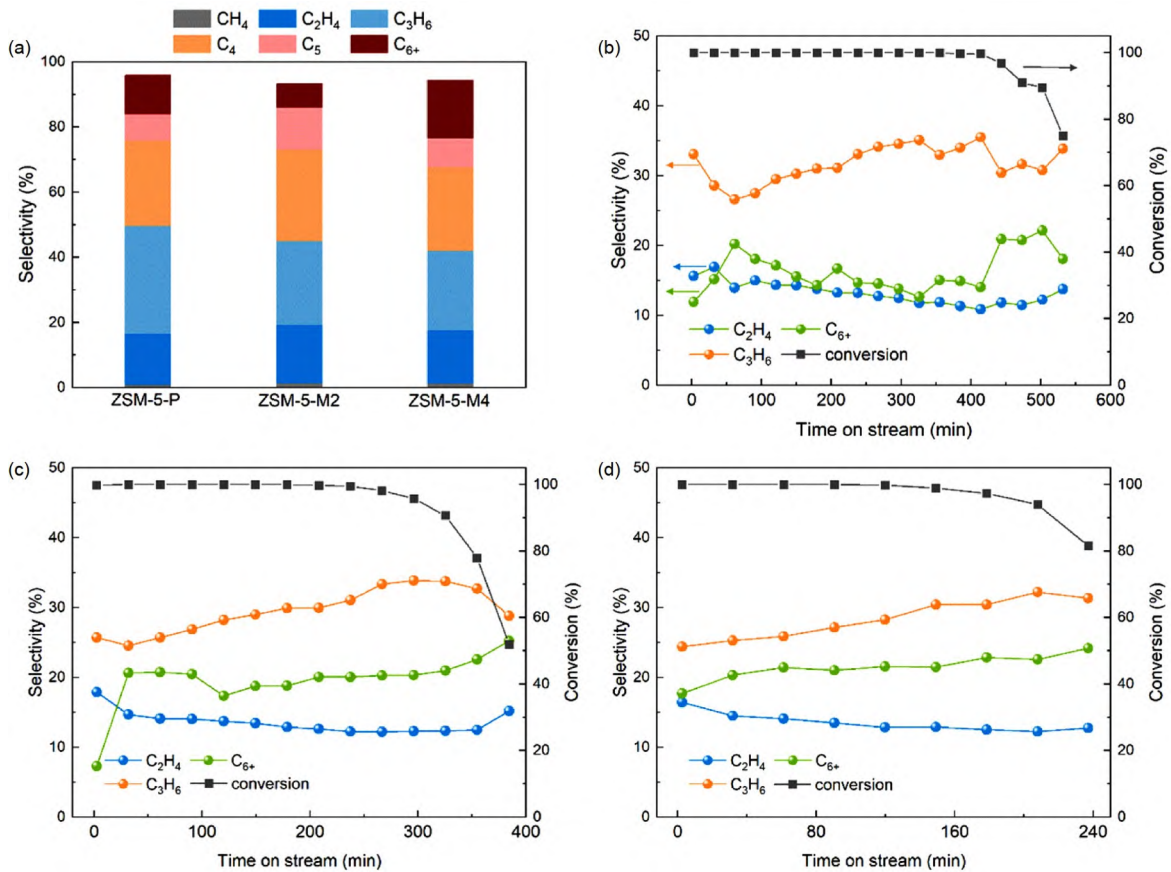 CH₄ C₂H₄ C₃H₆
C₄ C₅ C₆₊
(a)
100
80
60
40
20
0
Selectivity (%)
ZSM-5-P ZSM-5-M2 ZSM-5-M4
(b)
50
40
30
20
10
0
Selectivity (%)
100
80
60
40
20
0
Conversion (%)
C₂H₄ C₆₊
C₃H₆ conversion
0 100 200 300 400 500 600
Time on stream (min)
(c)
50
40
30
20
10
0
Selectivity (%)
100
80
60
40
20
0
Conversion (%)
C₂H₄ C₆₊
C₃H₆ conversion
0 100 200 300 400
Time on stream (min)
(d)
50
40
30
20
10
0
Selectivity (%)
100
80
60
40
20
0
Conversion (%)
C₂H₄ C₆₊
C₃H₆ conversion
0 80 160 240
Time on stream (min)